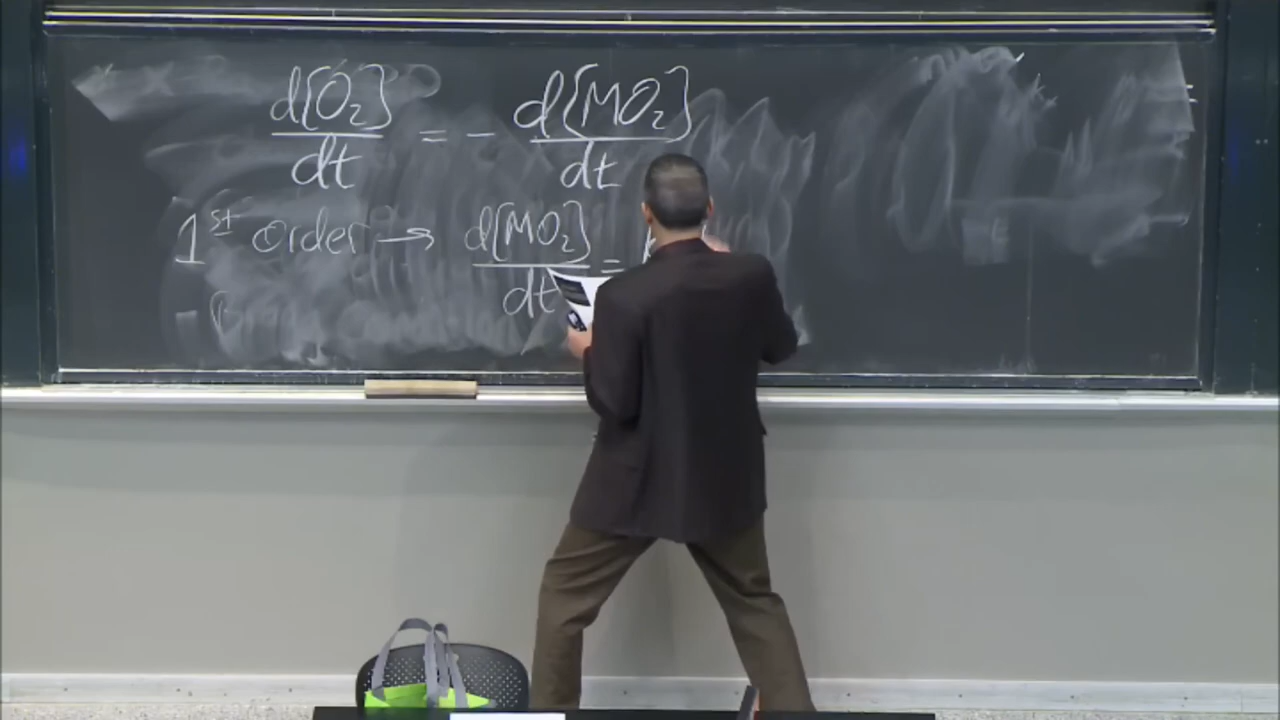 d[O₂]/dt = - d[MO₂]/dt
1st order → d[MO₂]/dt = k